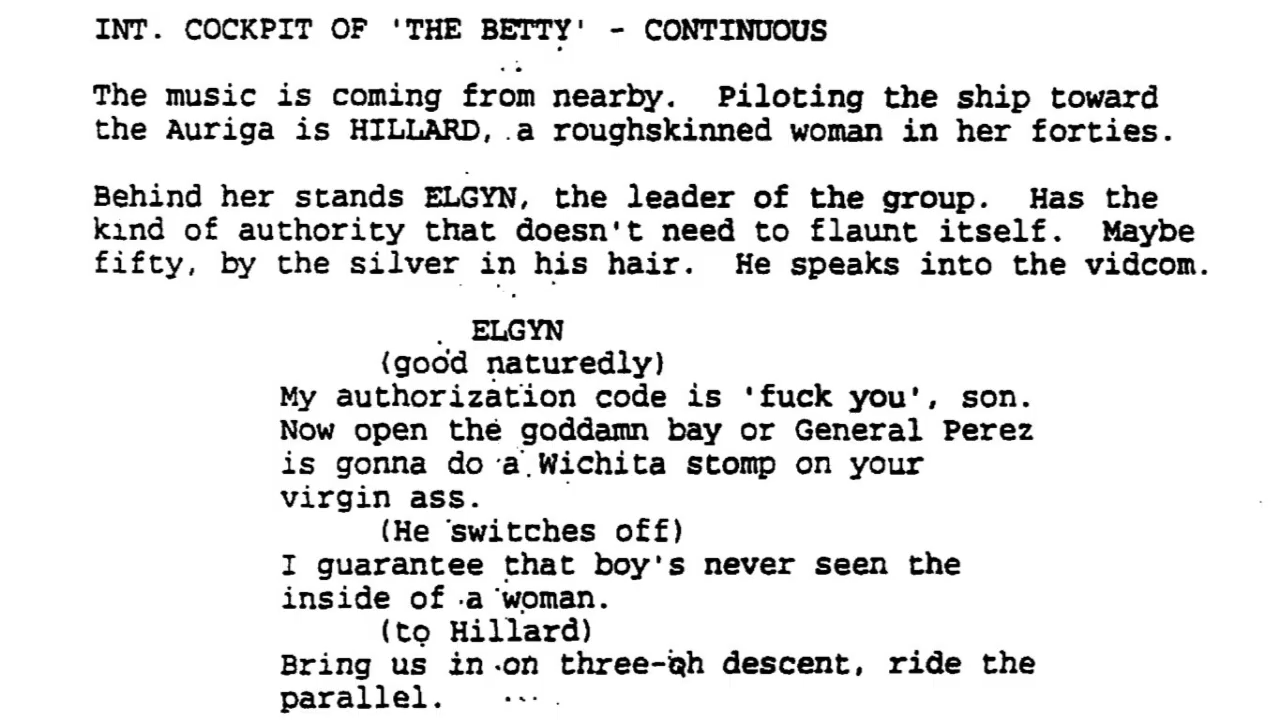 INT. COCKPIT OF 'THE BETTY' - CONTINUOUS
The music is coming from nearby. Piloting the ship toward
the Auriga is HILLARD, a roughskinned woman in her forties.
Behind her stands ELGYN, the leader of the group. Has the
kind of authority that doesn't need to flaunt itself. Maybe
fifty, by the silver in his hair. He speaks into the vidcom.
ELGYN
(good naturedly)
My authorization code is 'fuck you', son.
Now open the goddamn bay or General Perez
is gonna do a Wichita stomp on your
virgin ass.
(He switches off)
I guarantee that boy's never seen the
inside of a woman.
(to Hillard)
Bring us in on three-oh descent, ride the
parallel.